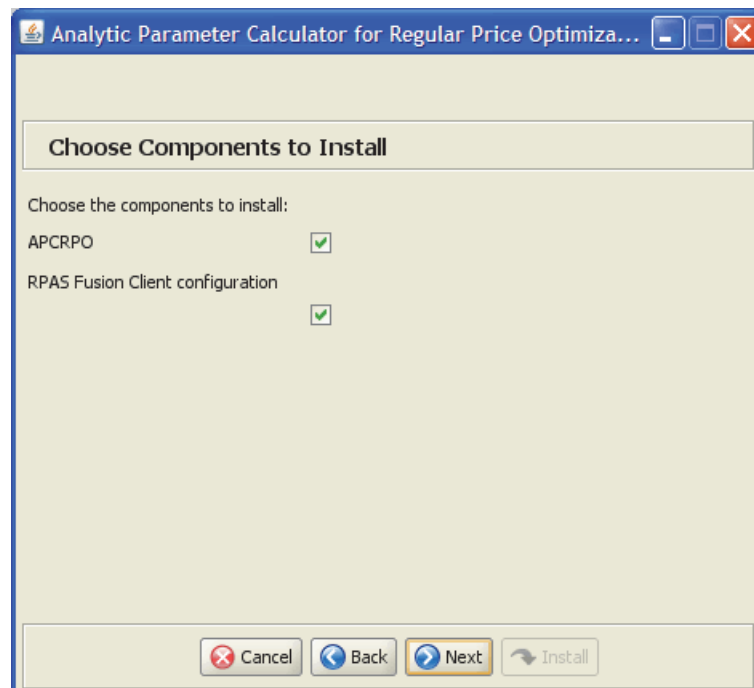 Analytic Parameter Calculator for Regular Price Optimiza...
Choose Components to Install
Choose the components to install:
APCRPO
RPAS Fusion Client configuration
Cancel Back Next Install